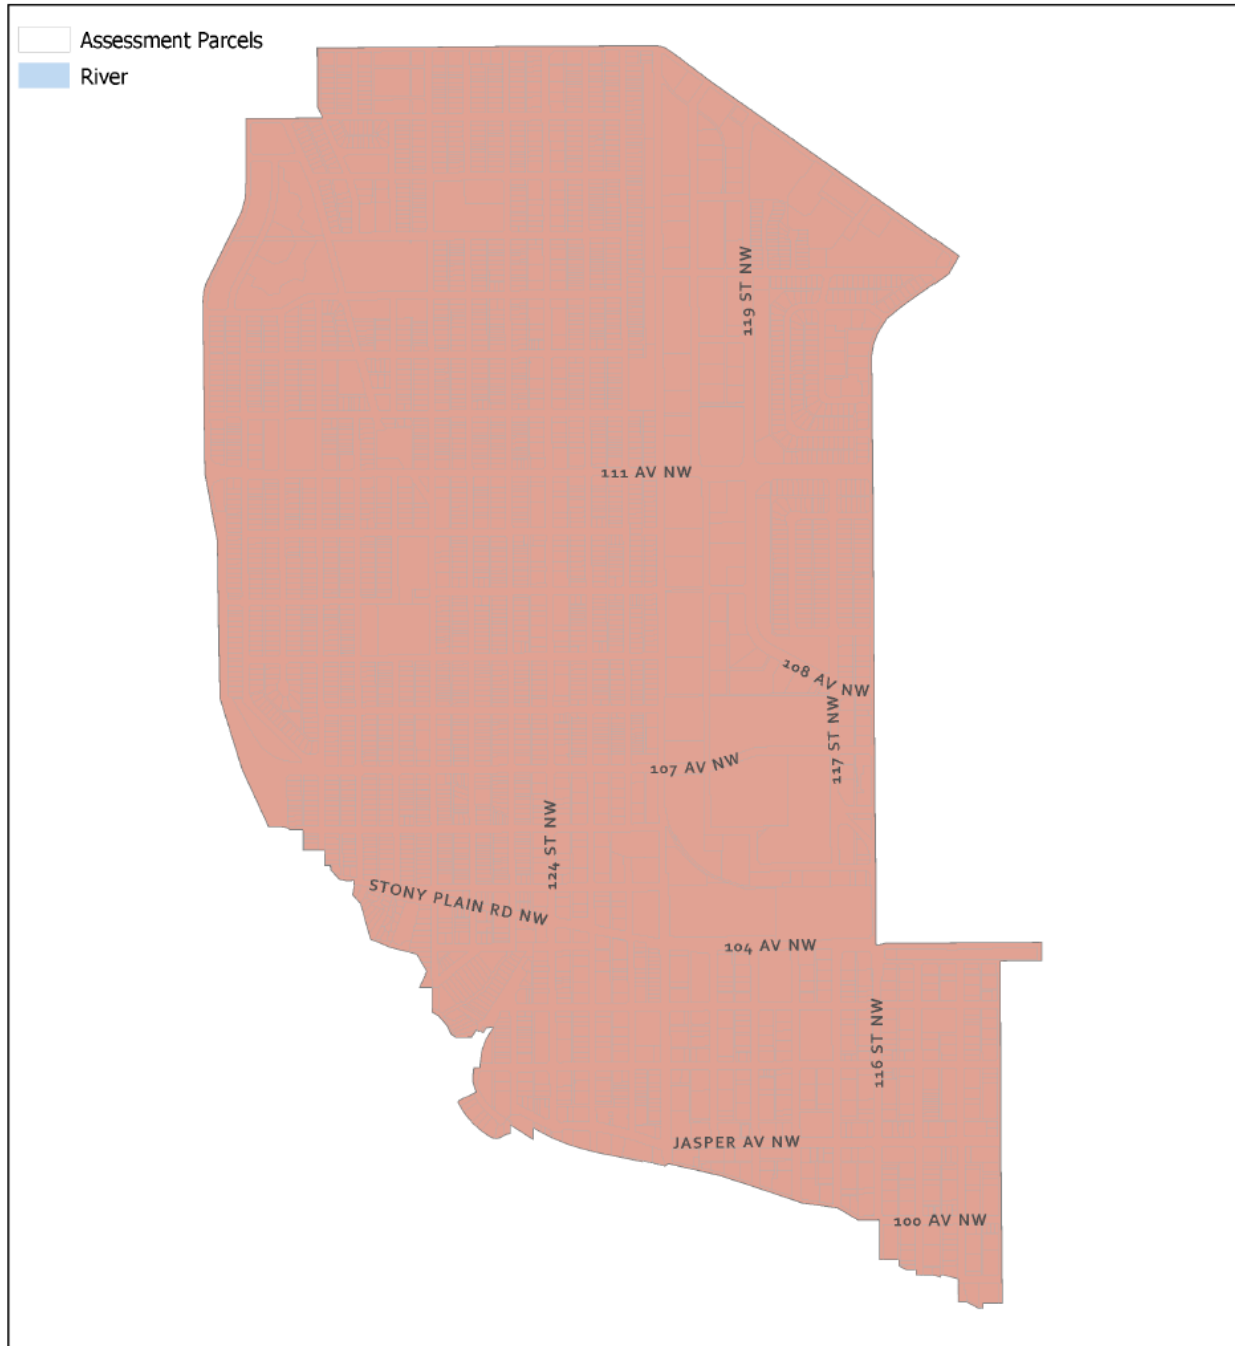 Assessment Parcels
River
119 ST NW
111 AV NW
108 AV NW
117 ST NW
107 AV NW
124 ST NW
STONY PLAIN RD NW
104 AV NW
116 ST NW
JASPER AV NW
100 AV NW